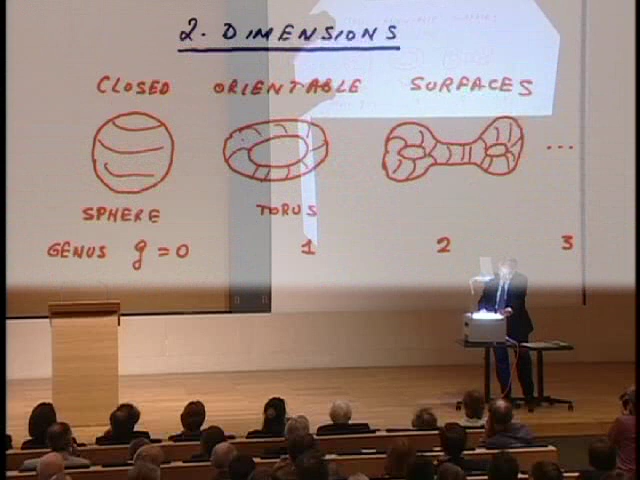 2. DIMENSIONS
CLOSED ORIENTABLE SURFACES
...
SPHERE TORUS
GENUS g = 0 1 2 3